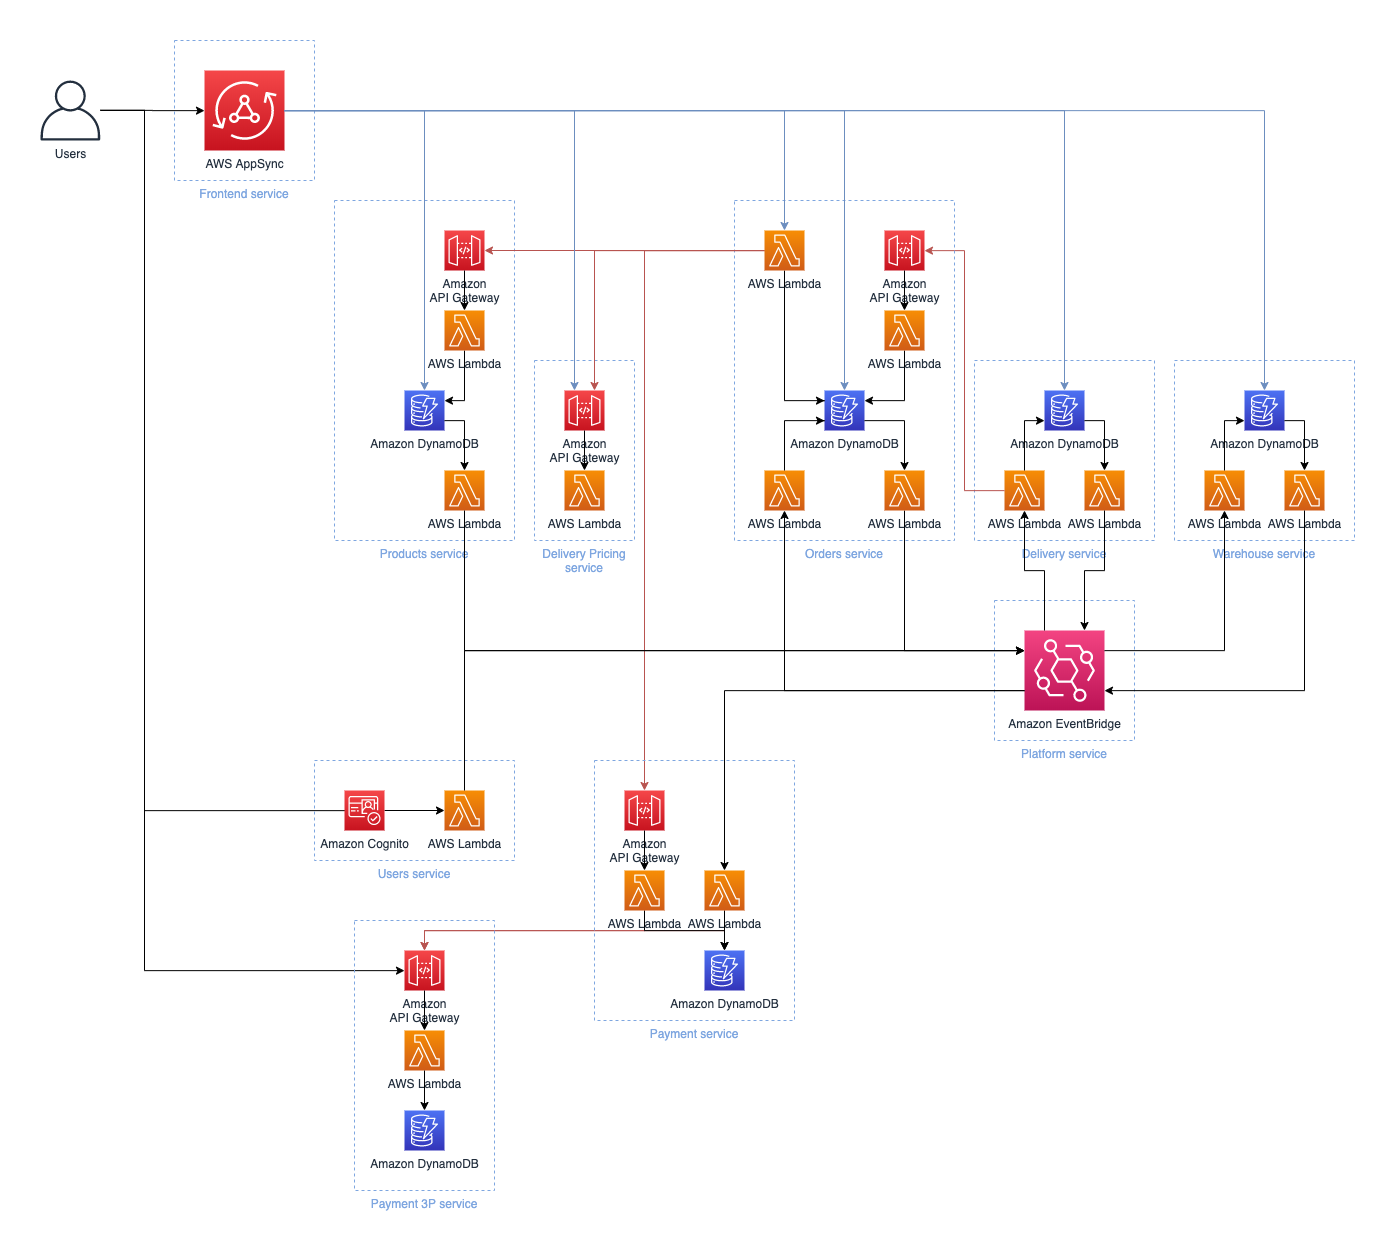 Users
AWS AppSync
Frontend service
Amazon
API Gateway
AWS Lambda
Amazon DynamoDB
AWS Lambda
Products service
Amazon
API Gateway
AWS Lambda
Delivery Pricing
service
AWS Lambda
Amazon
API Gateway
AWS Lambda
Amazon DynamoDB
AWS Lambda
AWS Lambda
Orders service
Amazon DynamoDB
AWS Lambda
AWS Lambda
Delivery service
Amazon DynamoDB
AWS Lambda
AWS Lambda
Warehouse service
Amazon EventBridge
Platform service
Amazon Cognito
AWS Lambda
Users service
Amazon
API Gateway
AWS Lambda
AWS Lambda
Amazon DynamoDB
Payment service
Amazon
API Gateway
AWS Lambda
Amazon DynamoDB
Payment 3P service